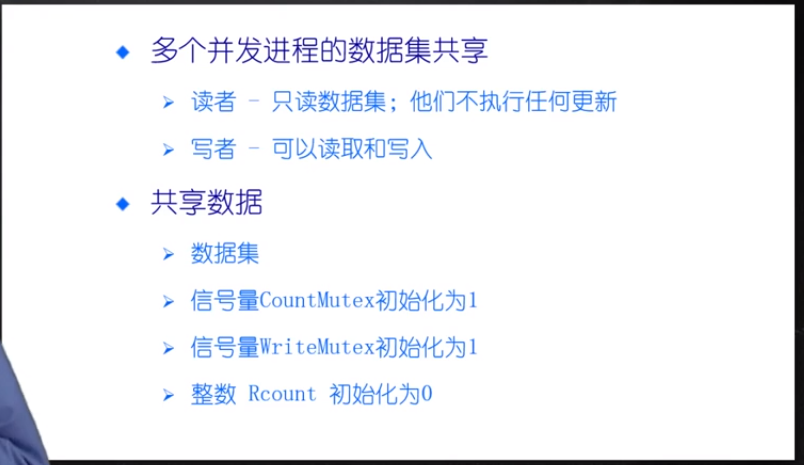 多个并发进程的数据集共享
读者 - 只读数据集；他们不执行任何更新
写者 - 可以读取和写入
共享数据
数据集
信号量CountMutex初始化为1
信号量WriteMutex初始化为1
整数 Rcount 初始化为0